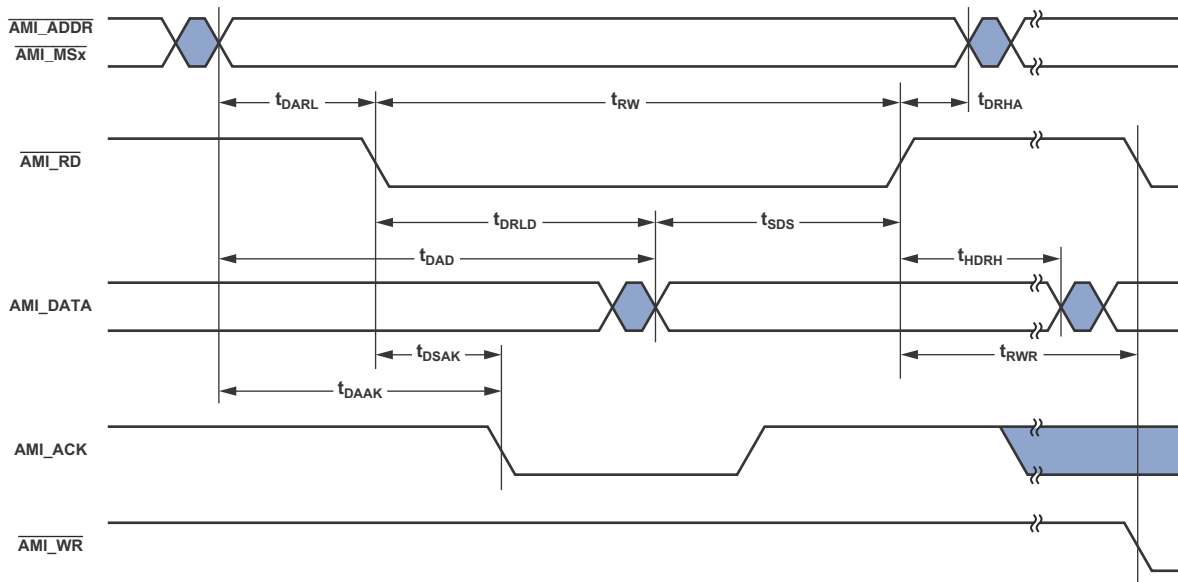 AMI_ADDR
AMI_MSx
tDARL
tRW
tDRHA
AMI_RD
tDRLD
tSDS
tDAD
tHDRH
AMI_DATA
tDSAK
tRWR
tDAAK
AMI_ACK
AMI_WR